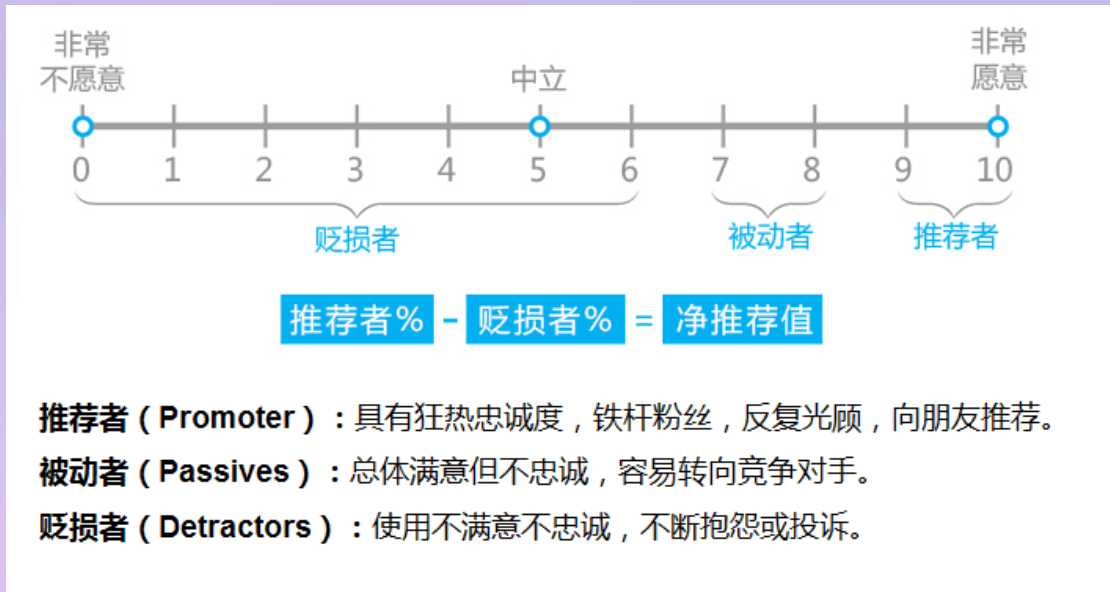 非常
不愿意
中立
非常
愿意
0 1 2 3 4 5 6 7 8 9 10
贬损者 被动者 推荐者
推荐者% - 贬损者% = 净推荐值
推荐者（Promoter）：具有狂热忠诚度，铁杆粉丝，反复光顾，向朋友推荐。
被动者（Passives）：总体满意但不忠诚，容易转向竞争对手。
贬损者（Detractors）：使用不满意不忠诚，不断抱怨或投诉。